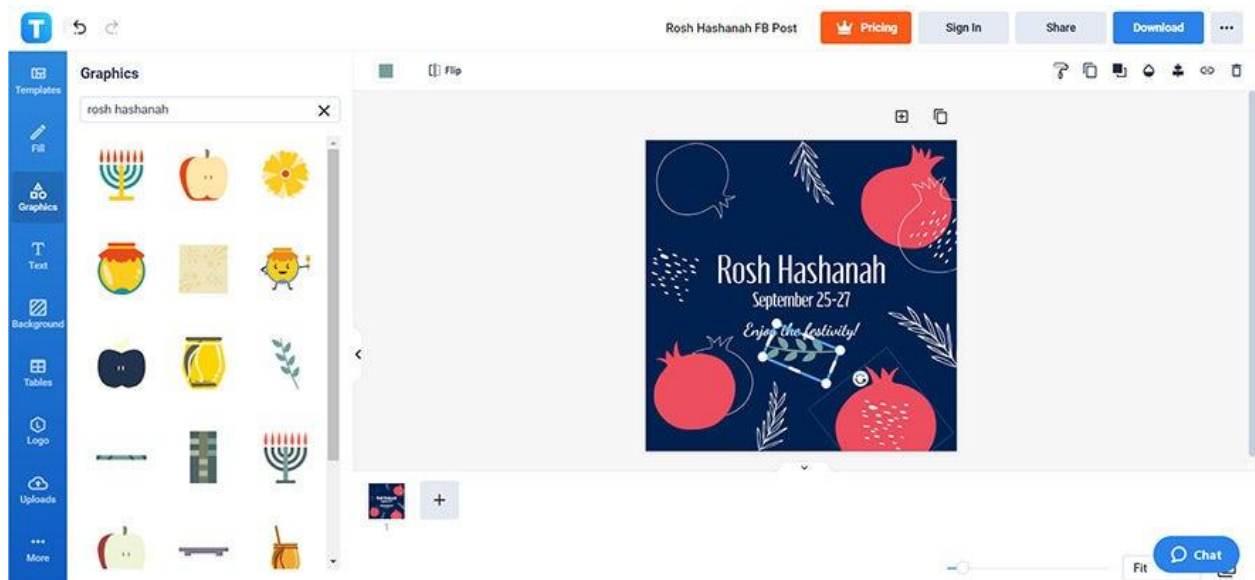 T
Rosh Hashanah FB Post
Pricing
Sign In
Share
Download
Templates
Fill
Graphics
Text
Background
Tables
Logo
Uploads
More
Graphics
rosh hashanah
Flip
Rosh Hashanah
September 25-27
Enjoy the festivity!
1
Fit
Chat